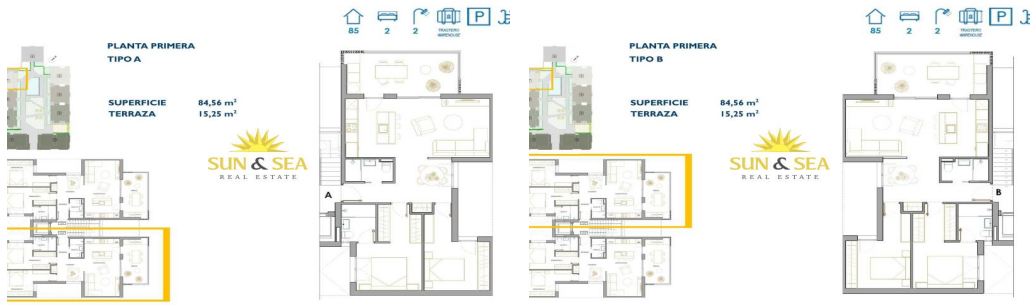 85 2 2 TRASTERO P
WAREHOUSE
PLANTA PRIMERA
TIPO A
SUPERFICIE 84,56 m²
TERRAZA 15,25 m²
SUN & SEA
REAL ESTATE
A
85 2 2 TRASTERO P
WAREHOUSE
PLANTA PRIMERA
TIPO B
SUPERFICIE 84,56 m²
TERRAZA 15,25 m²
SUN & SEA
REAL ESTATE
B